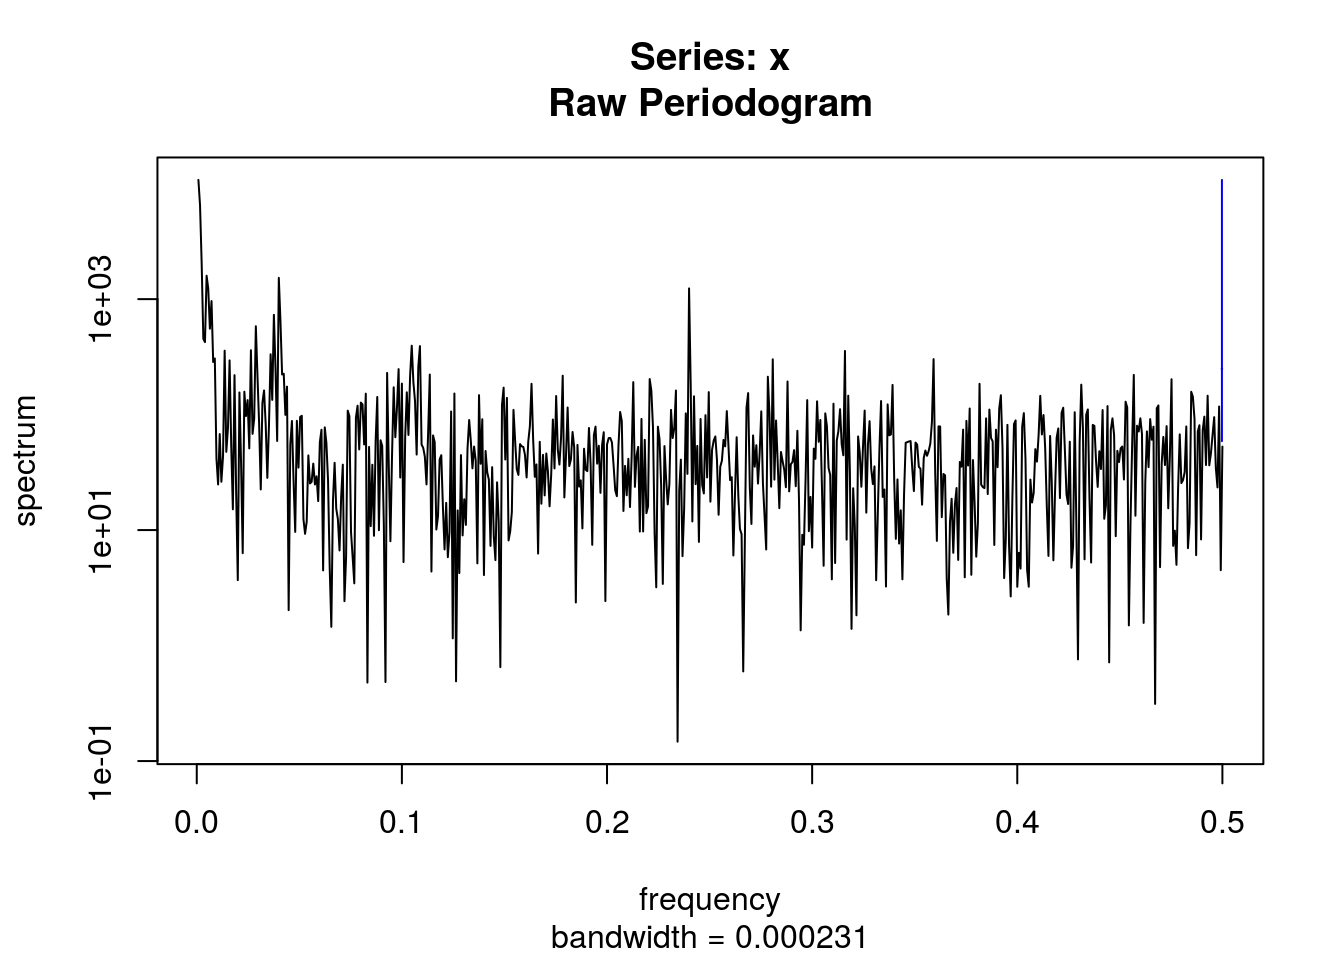 Series: x
Raw Periodogram
spectrum
1e+03
1e+01
1e-01
0.0 0.1 0.2 0.3 0.4 0.5
frequency
bandwidth = 0.000231